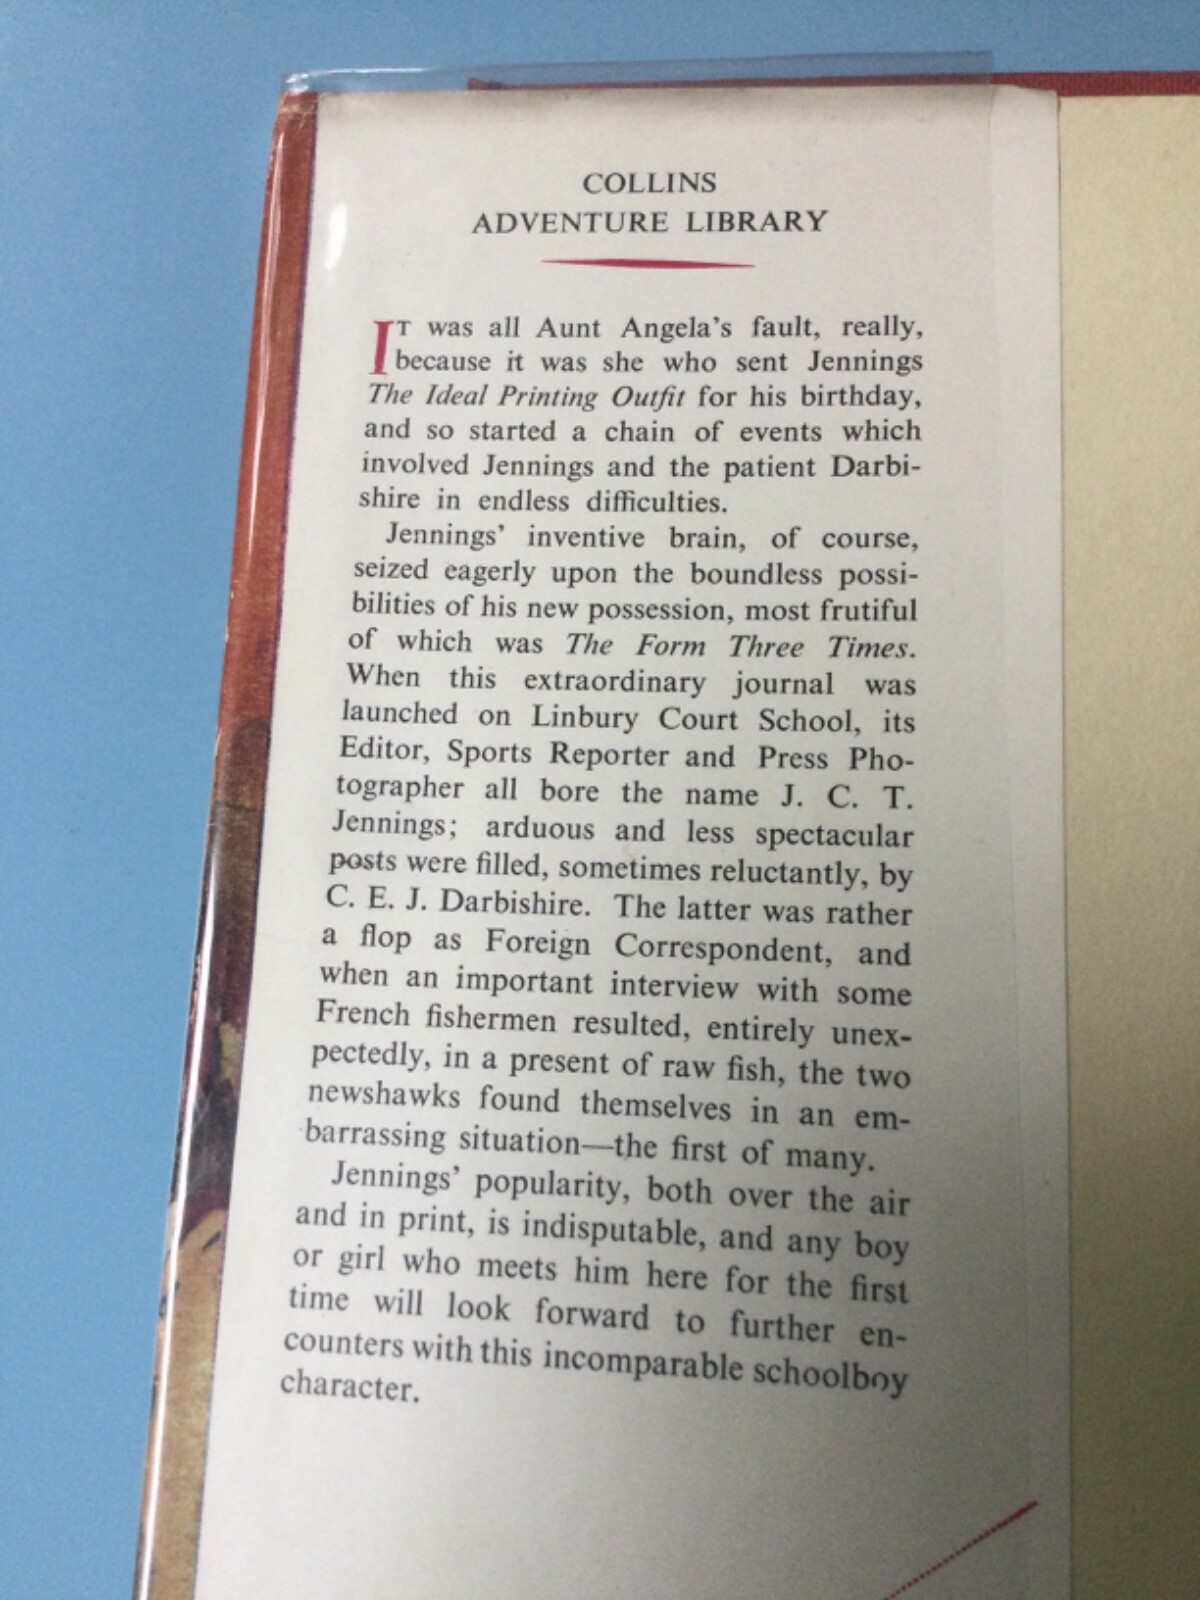 COLLINS
ADVENTURE LIBRARY
IT was all Aunt Angela's fault, really,
because it was she who sent Jennings
The Ideal Printing Outfit for his birthday,
and so started a chain of events which
involved Jennings and the patient Darbi-
shire in endless difficulties.
Jennings' inventive brain, of course,
seized eagerly upon the boundless possi-
bilities of his new possession, most frutiful
of which was The Form Three Times.
When this extraordinary journal was
launched on Linbury Court School, its
Editor, Sports Reporter and Press Pho-
tographer all bore the name J. C. T.
Jennings; arduous and less spectacular
posts were filled, sometimes reluctantly, by
C. E. J. Darbishire. The latter was rather
a flop as Foreign Correspondent, and
when an important interview with some
French fishermen resulted, entirely unex-
pectedly, in a present of raw fish, the two
newshawks found themselves in an em-
barrassing situation—the first of many.
Jennings' popularity, both over the air
and in print, is indisputable, and any boy
or girl who meets him here for the first
time will look forward to further en-
counters with this incomparable schoolboy
character.